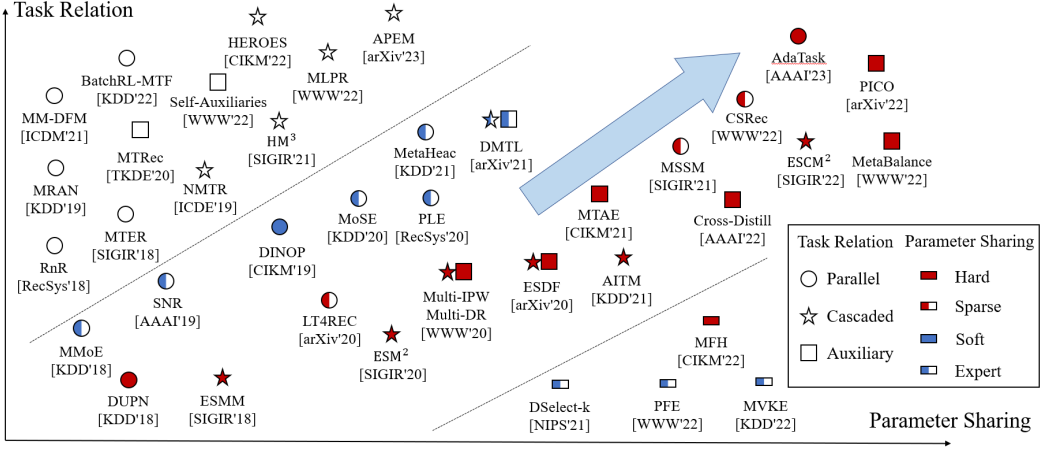 Task Relation
HEROES
[CIKM'22]
APEM
[arXiv'23]
MLPR
[WWW'22]
BatchRL-MTF
[KDD'22]
Self-Auxiliaries
[WWW'22]
MM-DFM
[ICDM'21]
HM³
[SIGIR'21]
MTRec
[TKDE'20]
NMTR
[ICDE'19]
MRAN
[KDD'19]
MTER
[SIGIR'18]
RnR
[RecSys'18]
AdaTask
[AAAI'23]
PICO
[arXiv'22]
CSRec
[WWW'22]
MetaHeac
[KDD'21]
DMTL
[arXiv'21]
MSSM
[SIGIR'21]
ESCM²
[SIGIR'22]
MetaBalance
[WWW'22]
MoSE
[KDD'20]
PLE
[RecSys'20]
MTAE
[CIKM'21]
Cross-Distill
[AAAI'22]
DINOP
[CIKM'19]
SNR
[AAAI'19]
LT4REC
[arXiv'20]
Multi-IPW
Multi-DR
[WWW'20]
ESDF
[arXiv'20]
AITM
[KDD'21]
MMoE
[KDD'18]
ESM²
[SIGIR'20]
DUPN
[KDD'18]
ESMM
[SIGIR'18]
MFH
[CIKM'22]
DSelect-k
[NIPS'21]
PFE
[WWW'22]
MVKE
[KDD'22]
Task Relation
Parallel
Cascaded
Auxiliary
Parameter Sharing
Hard
Sparse
Soft
Expert
Parameter Sharing